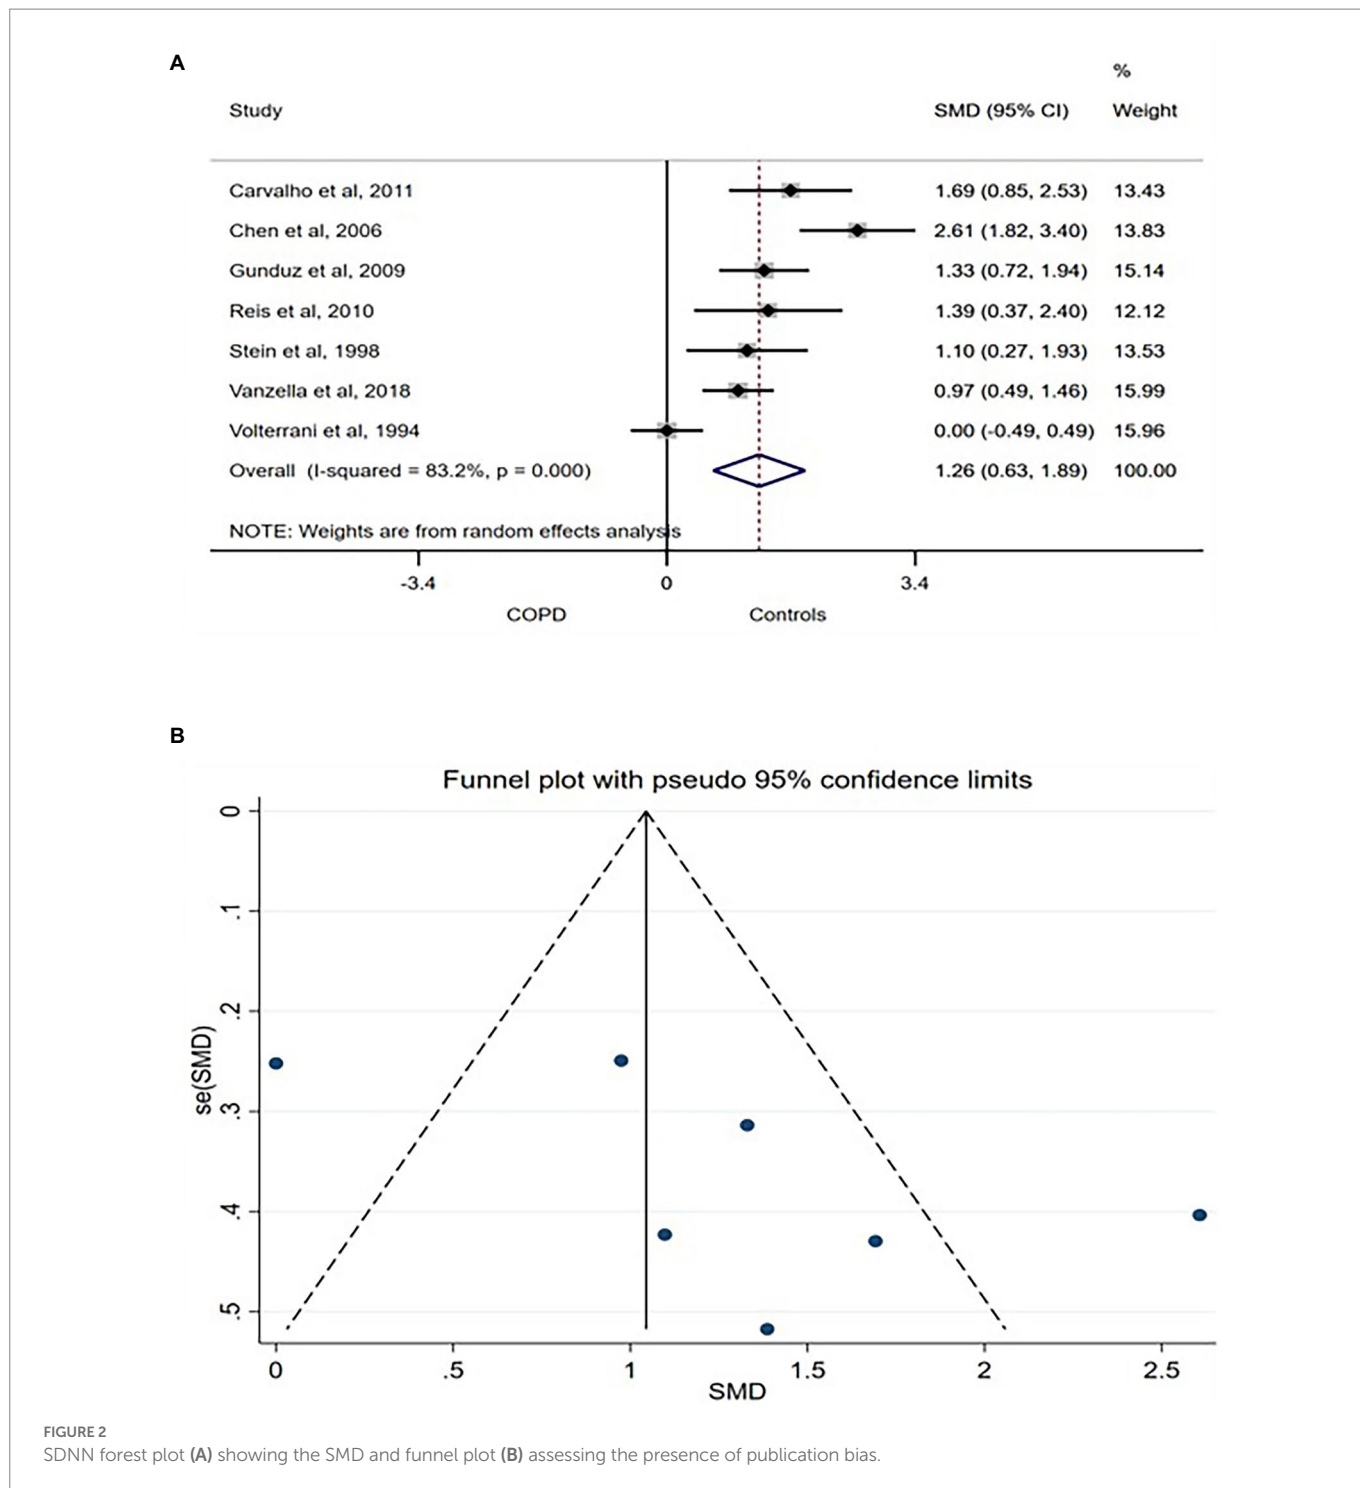 A
%
Study SMD (95% CI) Weight
Carvalho et al, 2011 1.69 (0.85, 2.53) 13.43
Chen et al, 2006 2.61 (1.82, 3.40) 13.83
Gunduz et al, 2009 1.33 (0.72, 1.94) 15.14
Reis et al, 2010 1.39 (0.37, 2.40) 12.12
Stein et al, 1998 1.10 (0.27, 1.93) 13.53
Vanzella et al, 2018 0.97 (0.49, 1.46) 15.99
Volterrani et al, 1994 0.00 (-0.49, 0.49) 15.96
Overall (I-squared = 83.2%, p = 0.000) 1.26 (0.63, 1.89) 100.00
NOTE: Weights are from random effects analysis
-3.4 0 3.4
COPD Controls
B
Funnel plot with pseudo 95% confidence limits
0
.1
.2
se(SMD)
.3
.4
.5
0 .5 1 1.5 2 2.5
SMD
FIGURE 2
SDNN forest plot (A) showing the SMD and funnel plot (B) assessing the presence of publication bias.